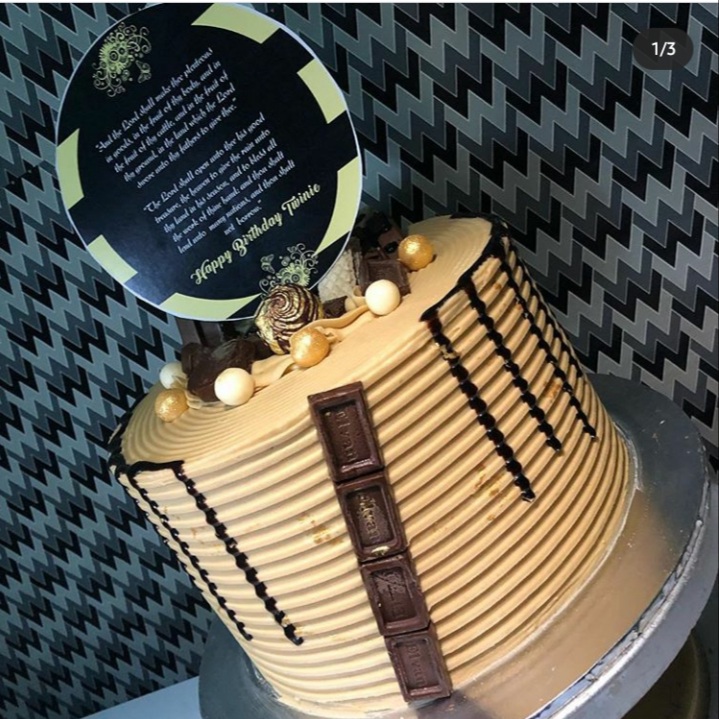 1/3
"And the Lord shall make thee plenteous
in goods, in the fruit of thy body, and in
the fruit of thy cattle, and in the fruit of
thy ground, in the land which the Lord
swore unto thy fathers to give thee."
"The Lord shall open unto thee his good
treasure, the heaven to give the rain unto
thy land in his season, and to bless all
the work of thine hand: and thou shalt
lend unto many nations, and thou shalt
not borrow."
Happy Birthday Twinie